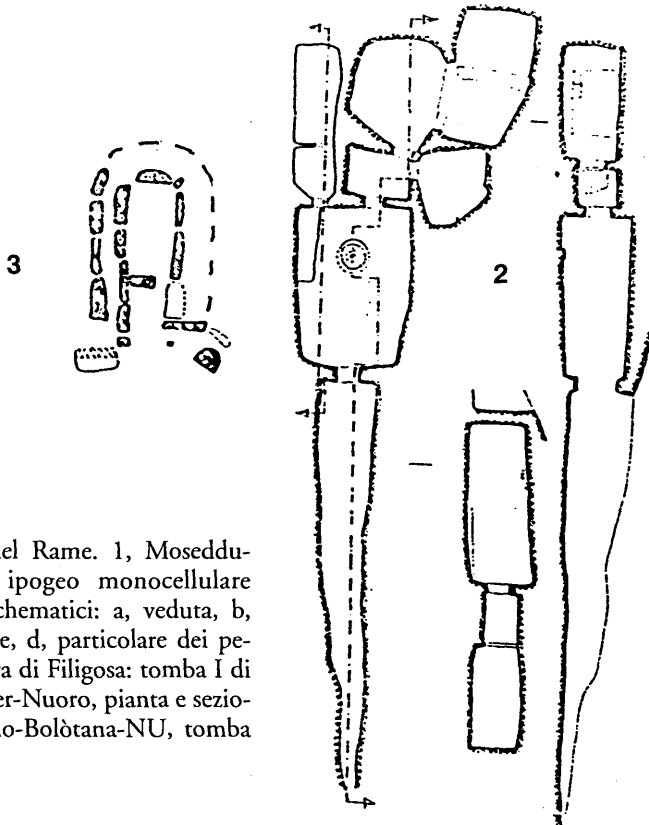 3
2
el Rame. 1, Moseddu-
ipogeo monocellulare
chematici: a, veduta, b,
e, d, particolare dei pe-
a di Filigosa: tomba I di
er-Nuoro, pianta e sezio-
o-Bolòtana-NU, tomba